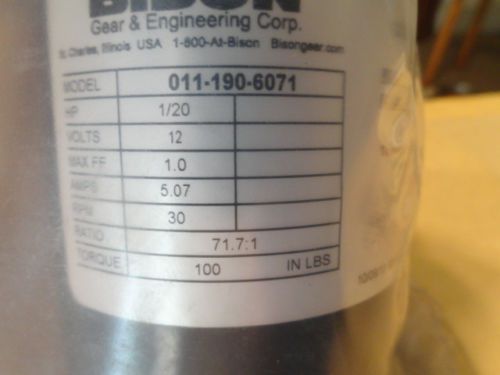 BISON
Gear & Engineering Corp.
St. Charles, Illinois USA 1-800-At-Bison Bisongear.com
MODEL 011-190-6071
HP 1/20
VOLTS 12
MAX FF 1.0
AMPS 5.07
RPM 30
RATIO 71.7:1
TORQUE 100 IN LBS